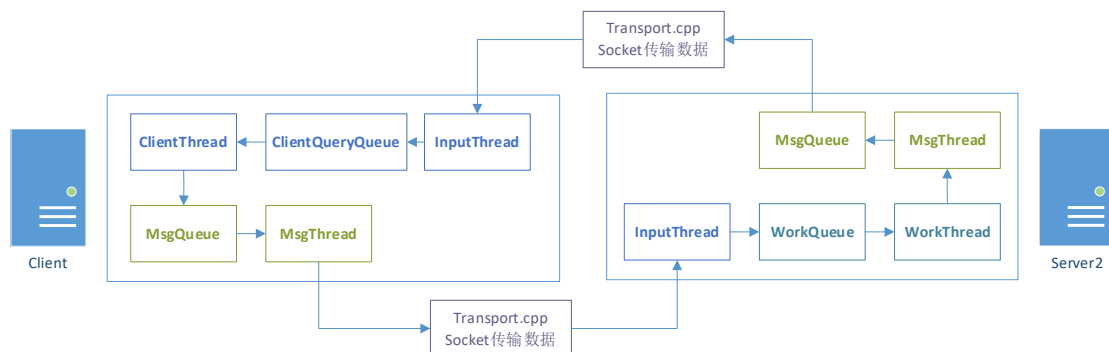 Transport.cpp
Socket传输数据
ClientThread
ClientQueryQueue
InputThread
MsgQueue
MsgThread
Client
MsgQueue
MsgThread
InputThread
WorkQueue
WorkThread
Server2
Transport.cpp
Socket传输数据